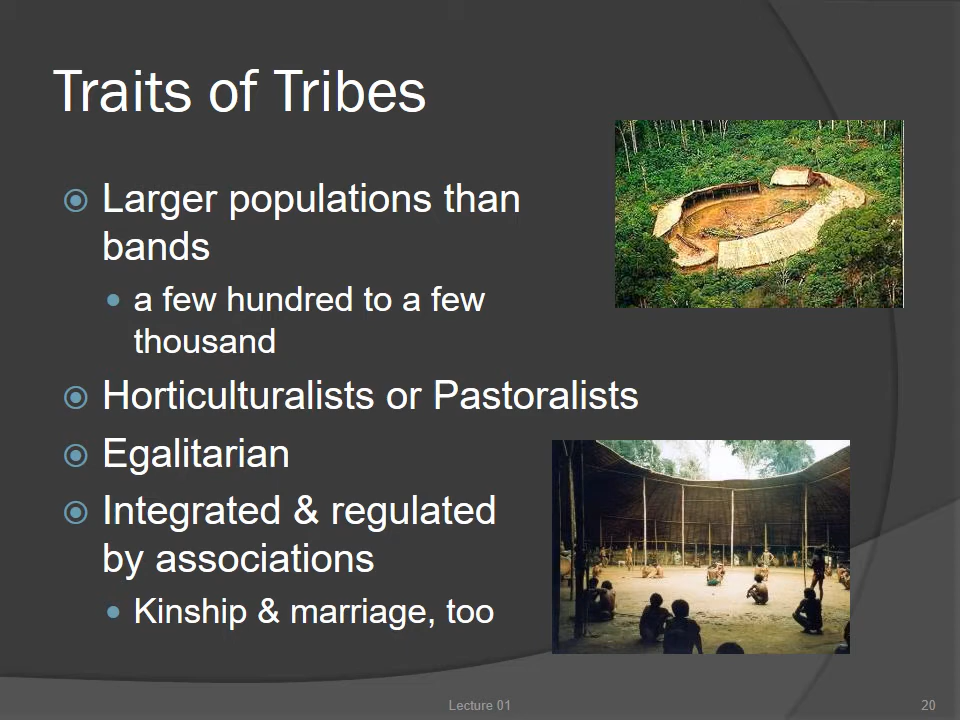 Traits of Tribes
Larger populations than
bands
a few hundred to a few
thousand
Horticulturalists or Pastoralists
Egalitarian
Integrated & regulated
by associations
Kinship & marriage, too
Lecture 01
20